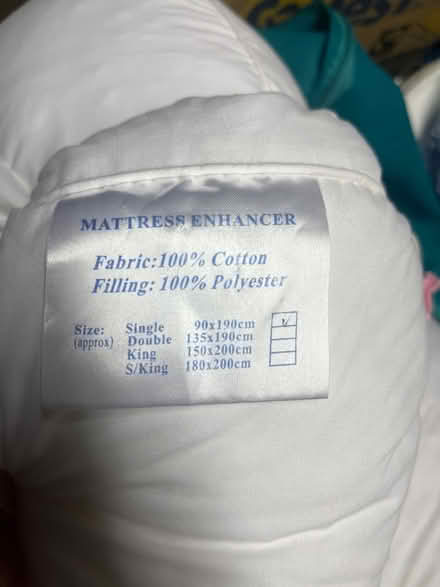 MATTRESS ENHANCER
Fabric:100% Cotton
Filling: 100% Polyester
Size: Single 90x190cm
(approx) Double 135x190cm
King 150x200cm
S/King 180x200cm